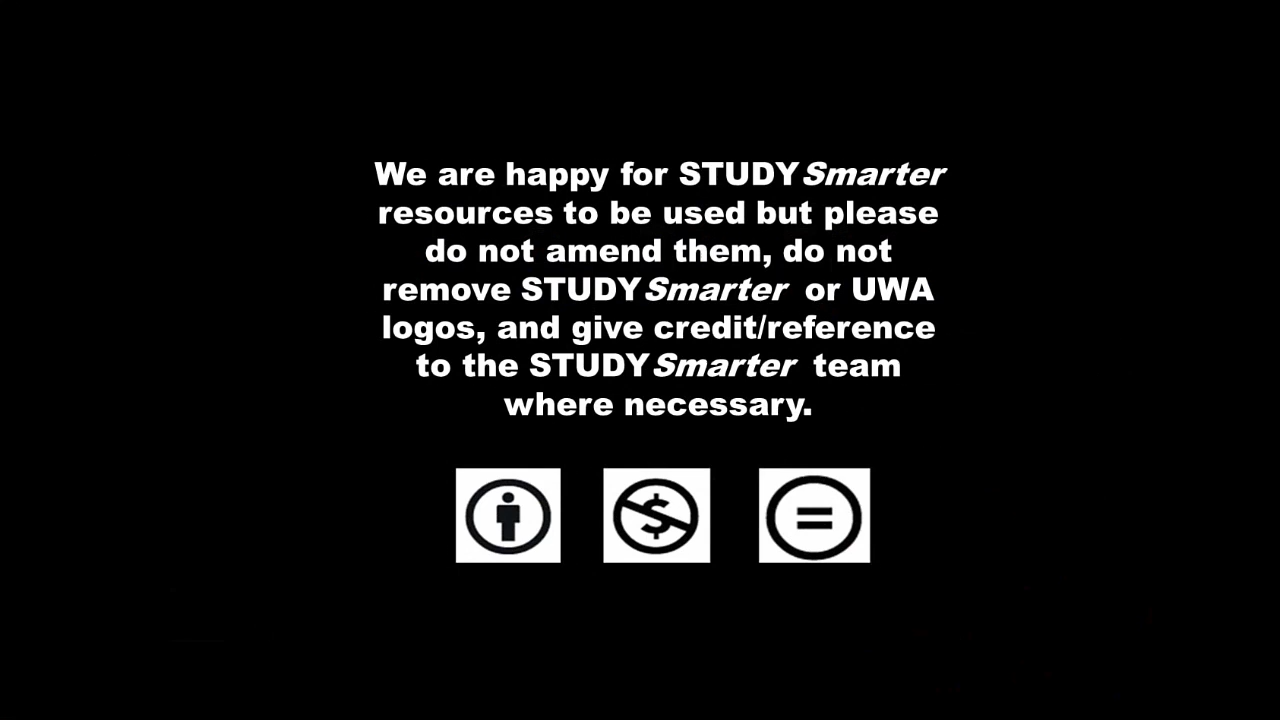 We are happy for STUDYSmarter
resources to be used but please
do not amend them, do not
remove STUDYSmarter or UWA
logos, and give credit/reference
to the STUDYSmarter team
where necessary.